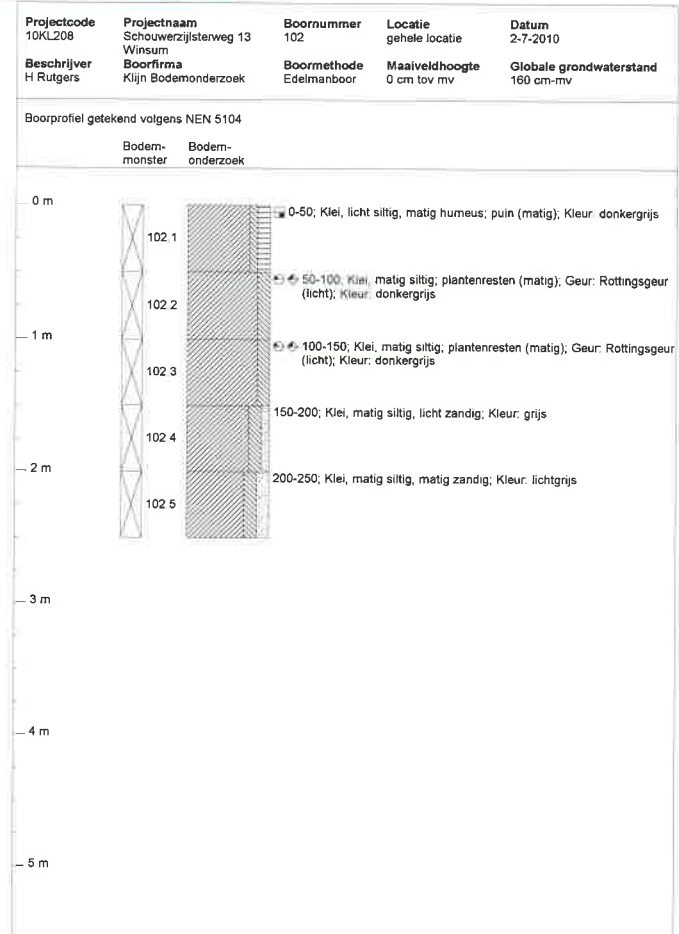 Projectcode Projectnaam Boornummer Locatie Datum
10KL208 Schouwerzijlsterweg 13 102 gehele locatie 2-7-2010
Winsum
Beschrijver Boorfirma Boormethode Maaiveldhoogte Globale grondwaterstand
H Rutgers Klijn Bodemonderzoek Edelmanboor 0 cm tov mv 160 cm-mv
Boorprofiel getekend volgens NEN 5104
Bodem- Bodem-
monster onderzoek
0 m
0-50; Klei, licht siltig, matig humeus; puin (matig); Kleur: donkergrijs
102 1
50-100; Klei, matig siltig; plantenresten (matig); Geur: Rottingsgeur
(licht); Kleur: donkergrijs
102 2
1 m
100-150; Klei, matig siltig; plantenresten (matig); Geur: Rottingsgeur
(licht); Kleur: donkergrijs
102 3
150-200; Klei, matig siltig, licht zandig; Kleur: grijs
102 4
2 m
200-250; Klei, matig siltig, matig zandig; Kleur: lichtgrijs
102 5
3 m
4 m
5 m